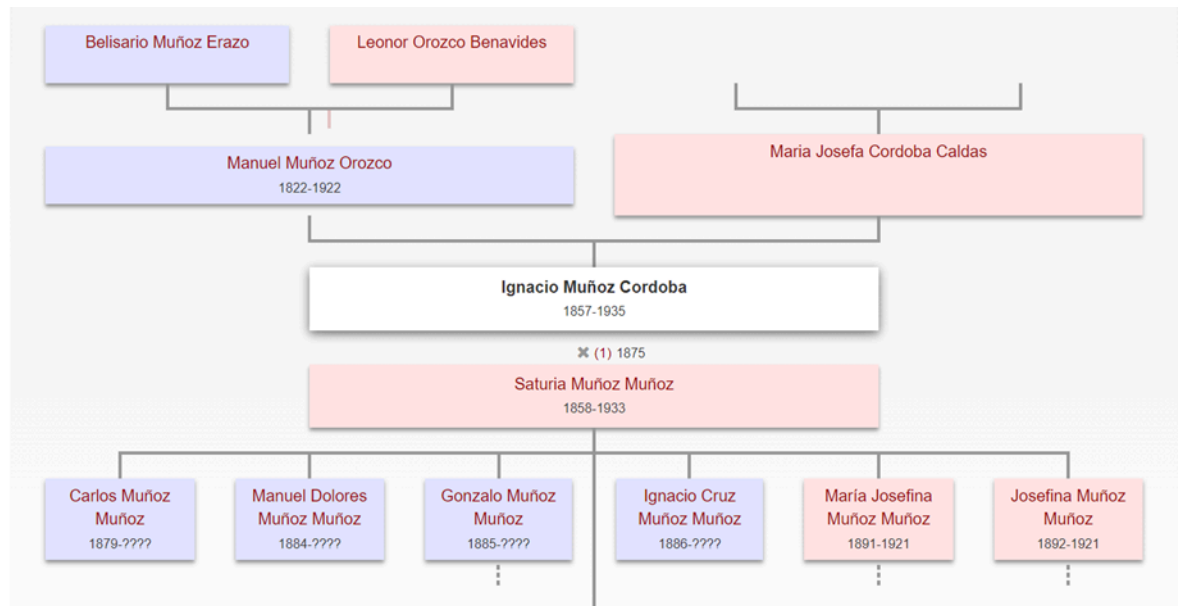 Belisario Muñoz Erazo
Leonor Orozco Benavides
Manuel Muñoz Orozco
1822-1922
Maria Josefa Cordoba Caldas
Ignacio Muñoz Cordoba
1857-1935
✖ (1) 1875
Saturia Muñoz Muñoz
1858-1933
Carlos Muñoz
Muñoz
1879-????
Manuel Dolores
Muñoz Muñoz
1884-????
Gonzalo Muñoz
Muñoz
1885-????
Ignacio Cruz
Muñoz Muñoz
1886-????
María Josefina
Muñoz Muñoz
1891-1921
Josefina Muñoz
Muñoz
1892-1921